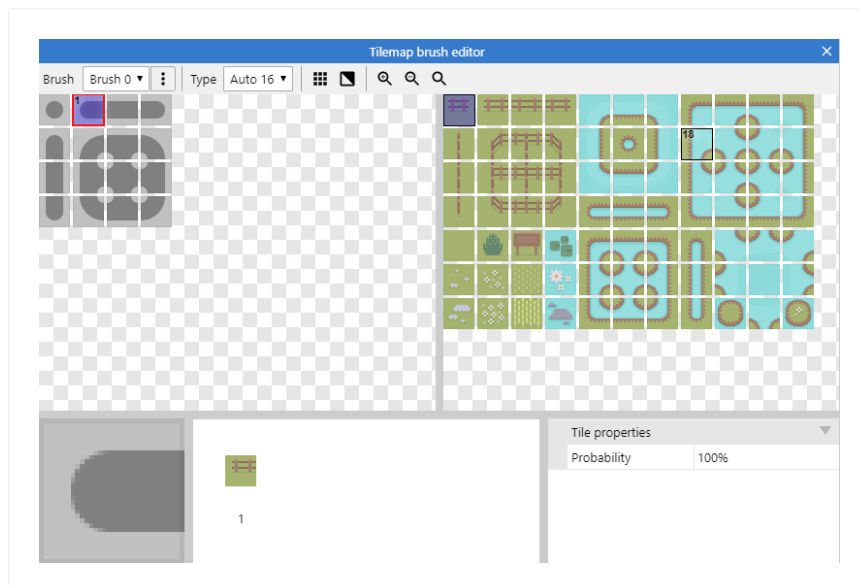 Tilemap brush editor
Brush Brush 0 Type Auto 16
1
18
Tile properties
Probability 100%
1